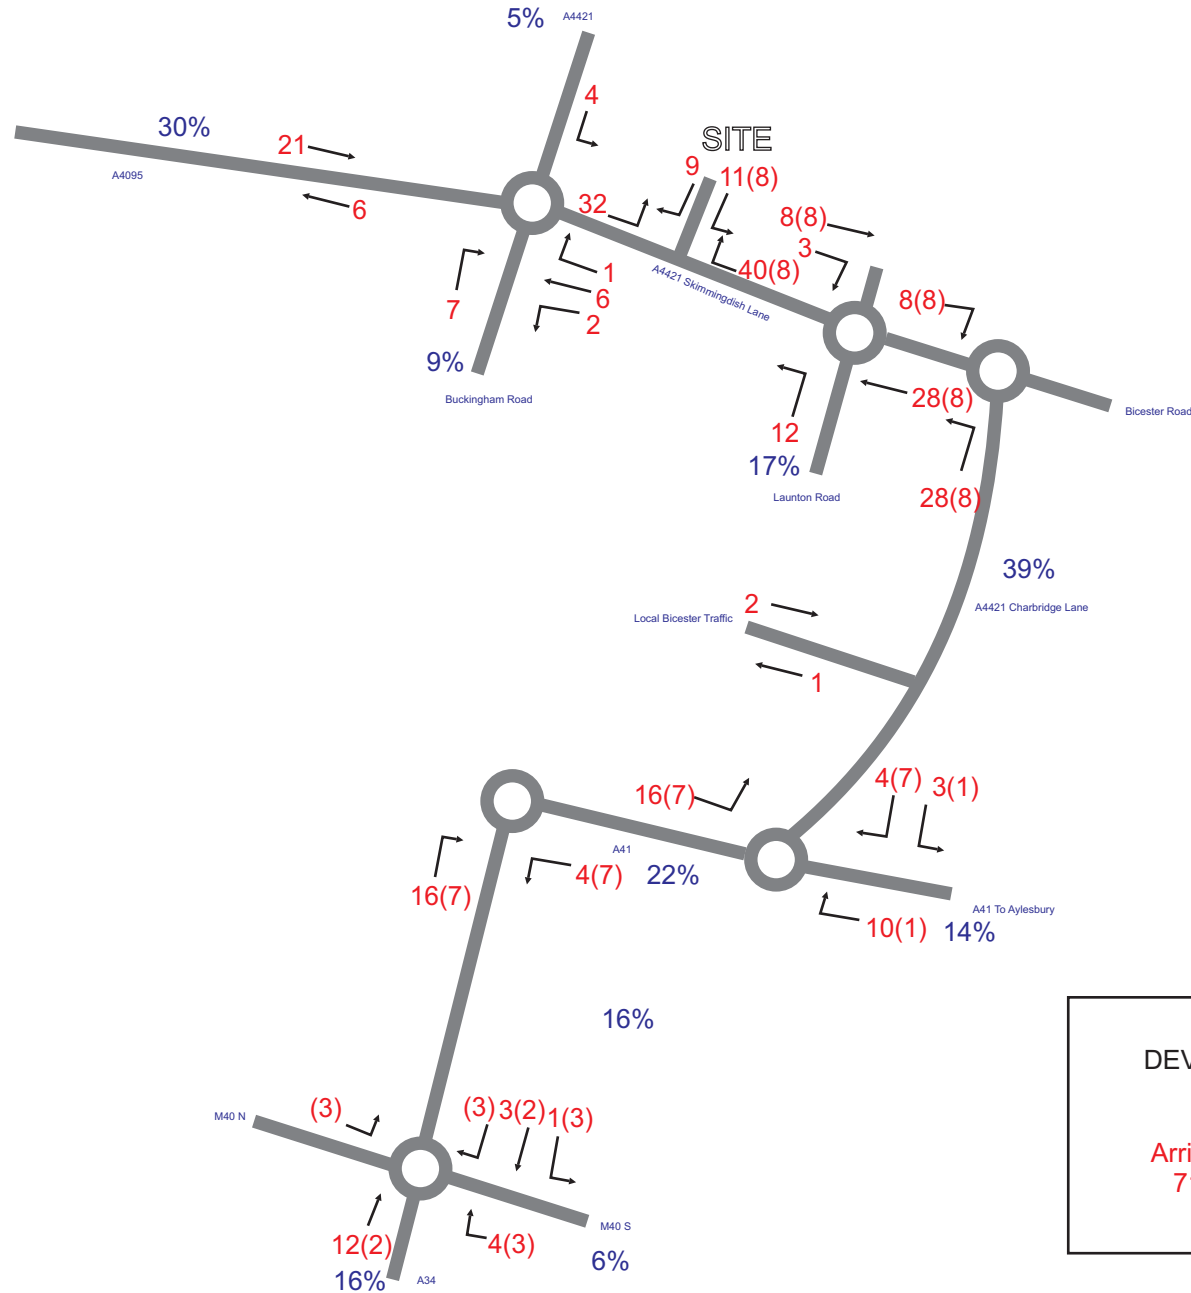 5%
A4421
4
30%
21
A4095
6
SITE
9
11(8)
32
8(8)
3
40(8)
A4421 Skimmingdish Lane
1
6
2
7
9%
Buckingham Road
8(8)
28(8)
Bicester Road
12
17%
Launton Road
28(8)
39%
A4421 Charbridge Lane
2
Local Bicester Traffic
1
16(7)
4(7)
3(1)
A41
22%
4(7)
16(7)
10(1)
A41 To Aylesbury
14%
16%
DEV
M40 N
(3)
(3)
3(2)
1(3)
Arri
7
M40 S
12(2)
4(3)
6%
16%
A34